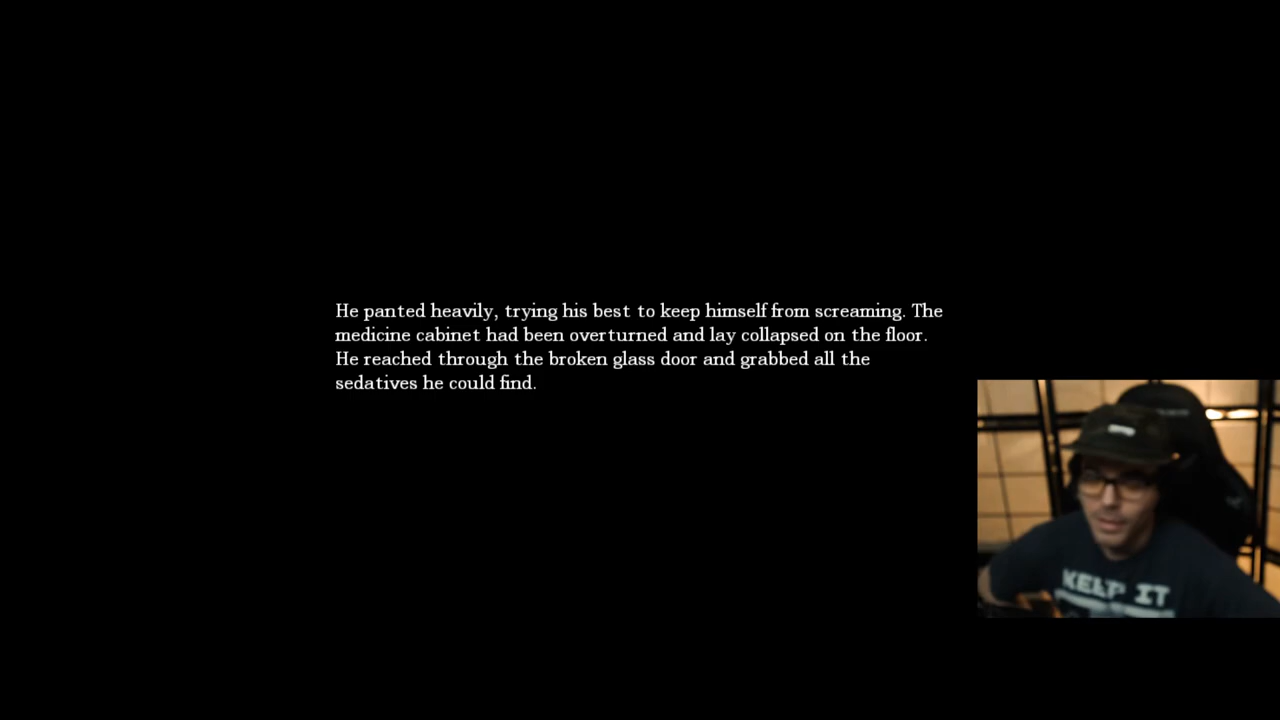 He panted heavily, trying his best to keep himself from screaming. The
medicine cabinet had been overturned and lay collapsed on the floor.
He reached through the broken glass door and grabbed all the
sedatives he could find.
KEEP IT